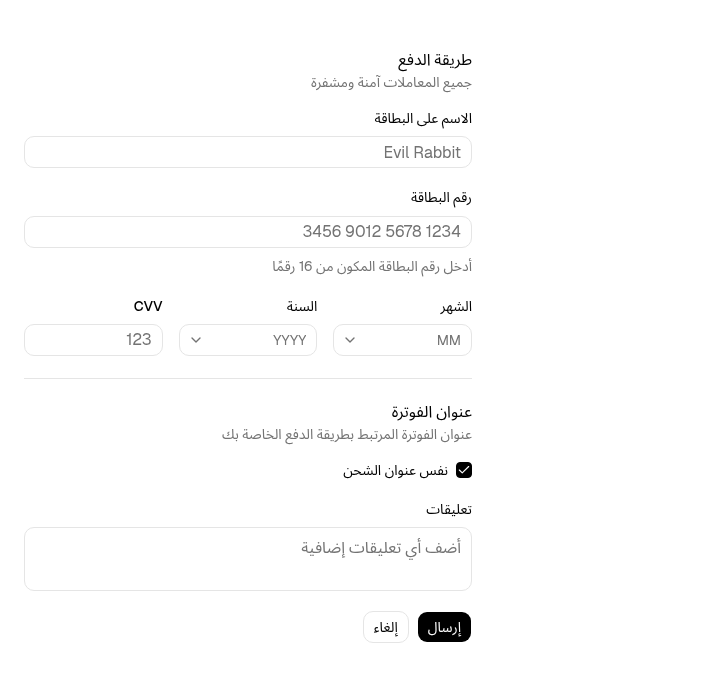 طريقة الدفع
جميع المعاملات آمنة ومشفرة
الاسم على البطاقة
Evil Rabbit
رقم البطاقة
3456 9012 5678 1234
أدخل رقم البطاقة المكون من 16 رقمًا
الشهر السنة CVV
MM YYYY 123
عنوان الفوترة
عنوان الفوترة المرتبط بطريقة الدفع الخاصة بك
نفس عنوان الشحن
تعليقات
أضف أي تعليقات إضافية
إرسال إلغاء